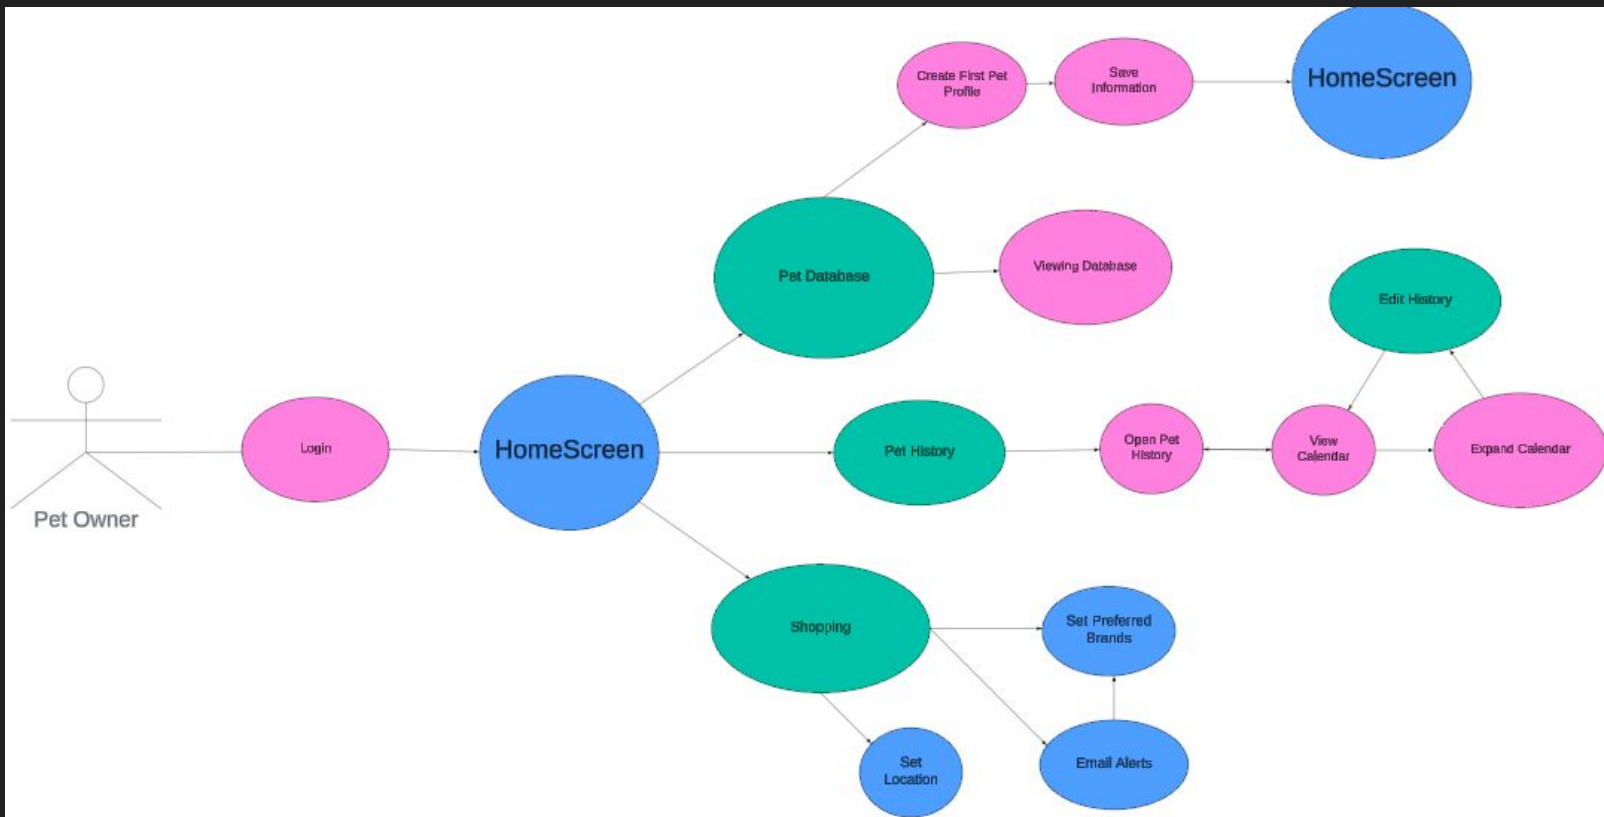 Create First Pet
Profile
Save
Information
HomeScreen
Pet Database
Viewing Database
Edit History
Pet Owner
Login
HomeScreen
Pet History
Open Pet
History
View
Calendar
Expand Calendar
Shopping
Set Preferred
Brands
Set
Location
Email Alerts